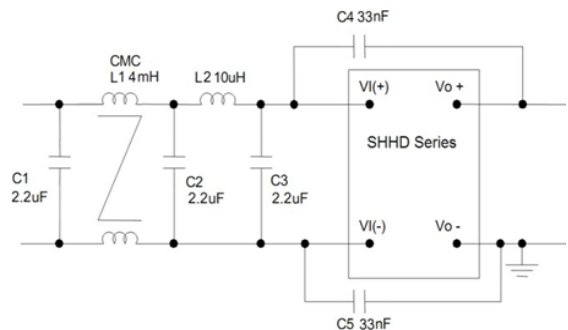 C4 33nF
CMC
L1 4mH
L2 10uH
VI(+)
Vo +
SHHD Series
C1
2.2uF
C2
2.2uF
C3
2.2uF
VI(-)
Vo -
C5 33nF